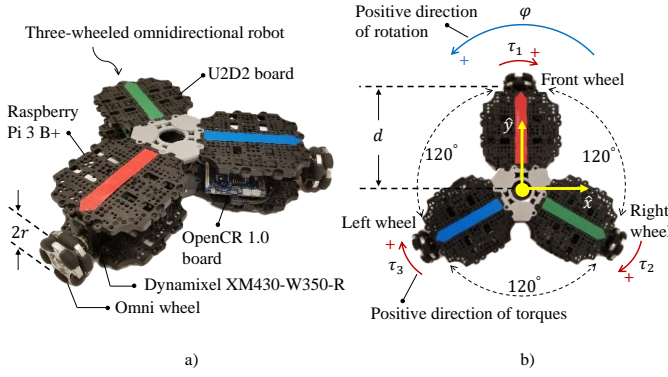 Three-wheeled omnidirectional robot
U2D2 board
Raspberry
Pi 3 B+
2r
OpenCR 1.0
board
Dynamixel XM430-W350-R
Omni wheel
a)
Positive direction
of rotation
φ
+
τ1 +
Front wheel
d
ŷ
120°
120°
x̂
Left wheel
Right
wheel
+
τ3
τ2
+
120°
Positive direction of torques
b)